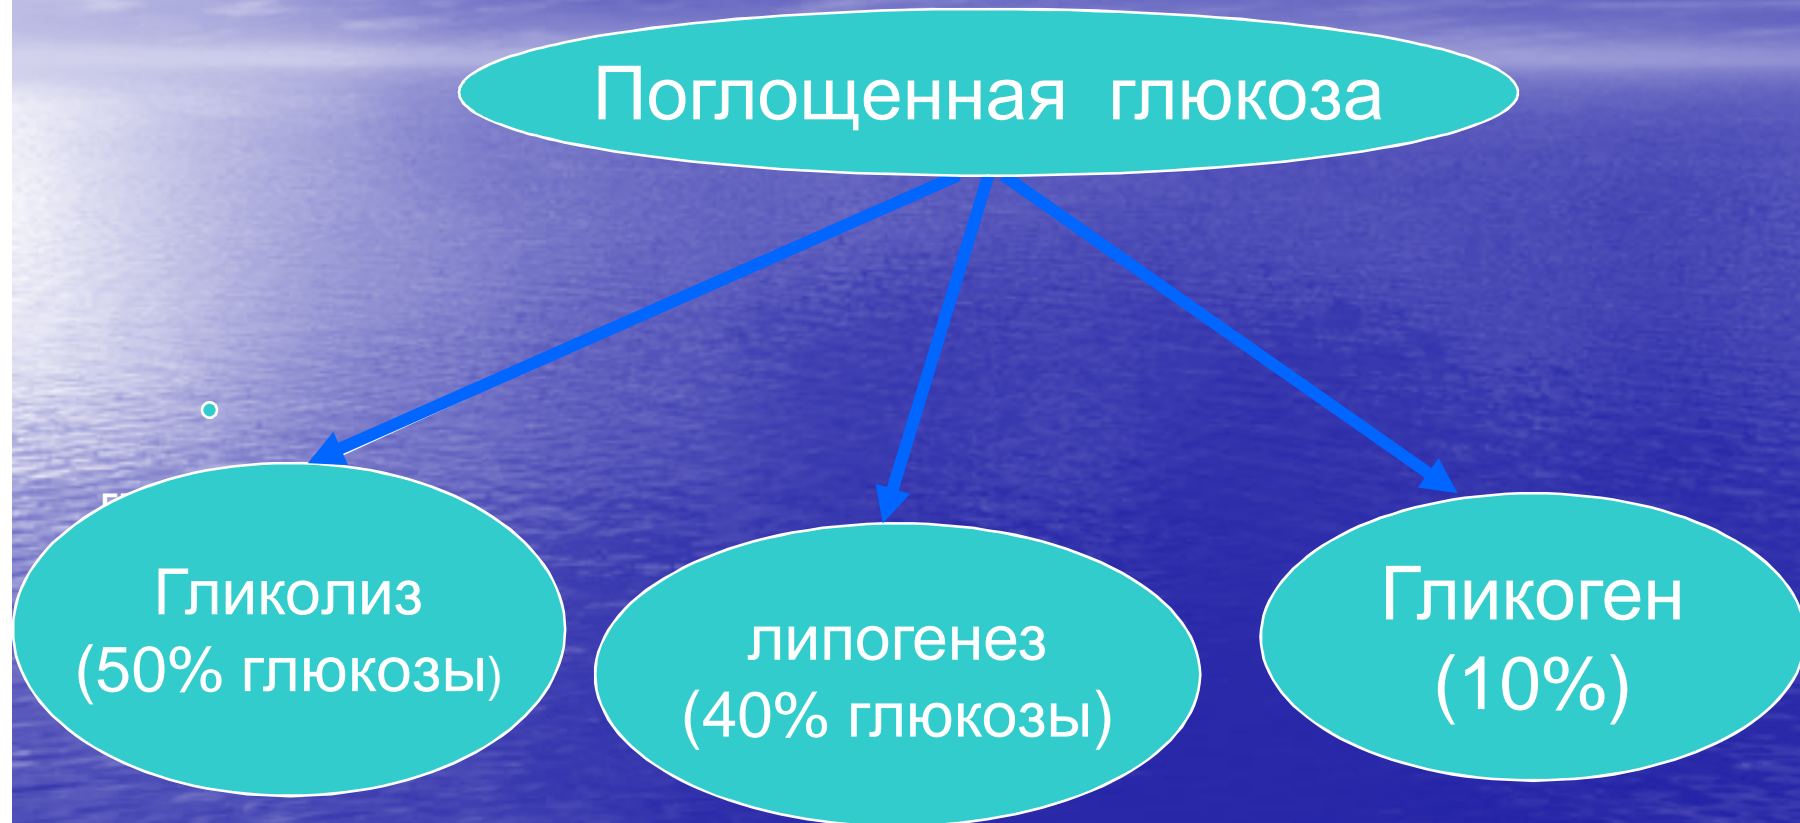 Поглощенная глюкоза
Гликолиз
(50% глюкозы)
липогенез
(40% глюкозы)
Гликоген
(10%)